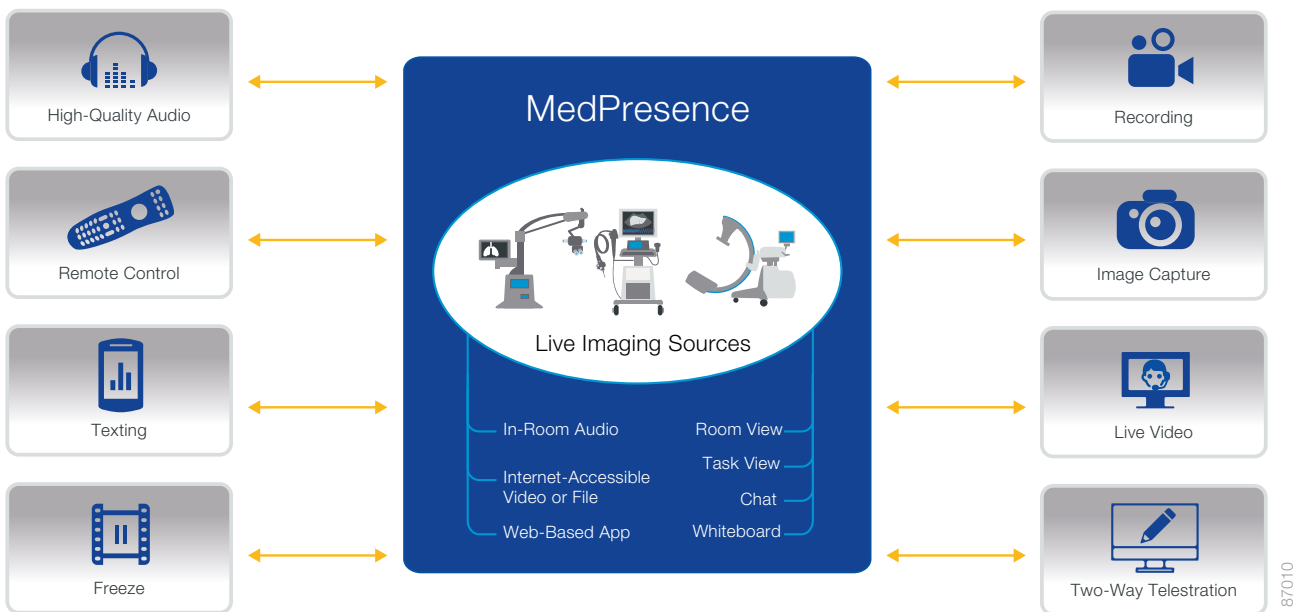 High-Quality Audio
Remote Control
Texting
Freeze
MedPresence
Live Imaging Sources
In-Room Audio
Internet-Accessible
Video or File
Web-Based App
Room View
Task View
Chat
Whiteboard
Recording
Image Capture
Live Video
Two-Way Telestration
87010